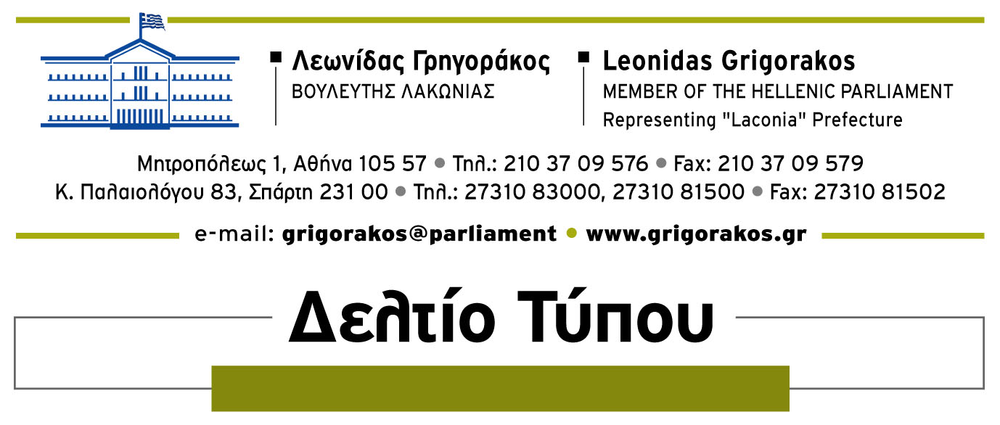 Λεωνίδας Γρηγοράκος
ΒΟΥΛΕΥΤΗΣ ΛΑΚΩΝΙΑΣ
Leonidas Grigorakos
MEMBER OF THE HELLENIC PARLIAMENT
Representing "Laconia" Prefecture
Μητροπόλεως 1, Αθήνα 105 57 • Τηλ.: 210 37 09 576 • Fax: 210 37 09 579
Κ. Παλαιολόγου 83, Σπάρτη 231 00 • Τηλ.: 27310 83000, 27310 81500 • Fax: 27310 81502
e-mail: grigorakos@parliament • www.grigorakos.gr
Δελτίο Τύπου